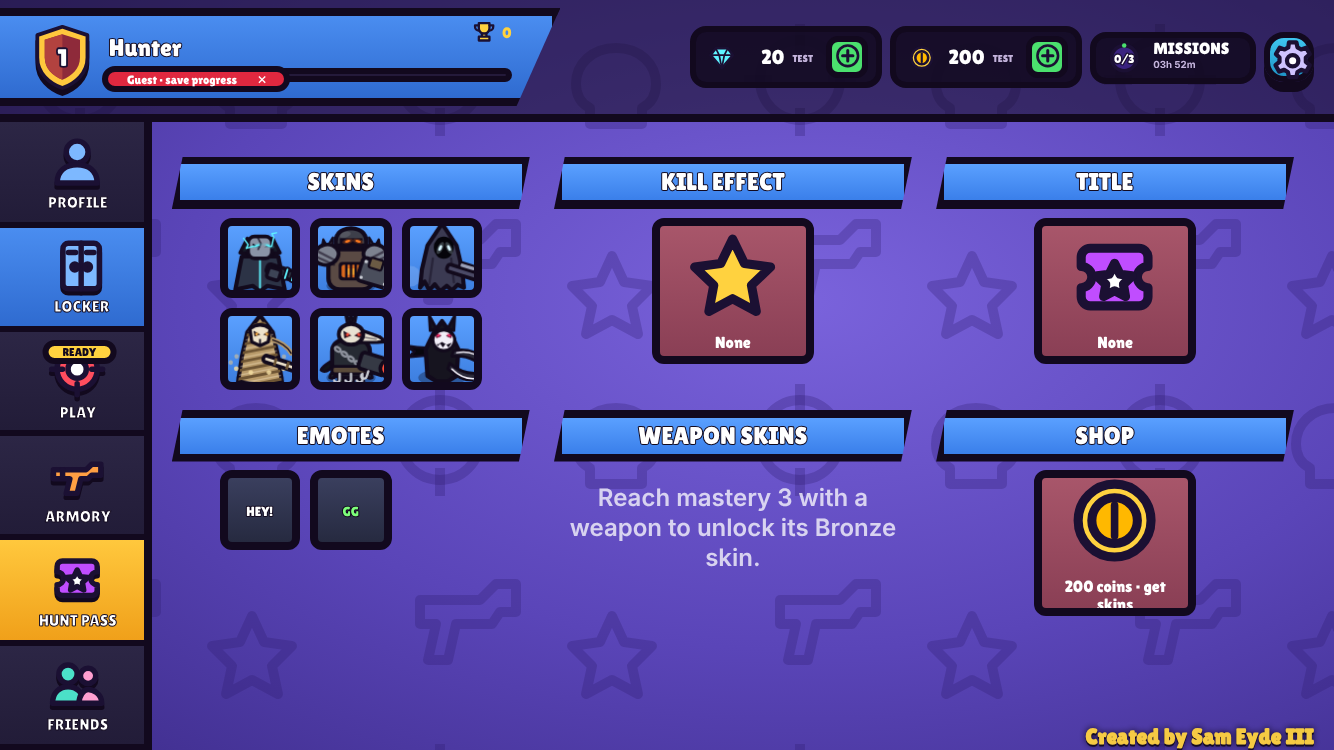 1
Hunter
0
Guest · save progress ✕
20 TEST
200 TEST
0/3
MISSIONS
03h 52m
PROFILE
LOCKER
READY
PLAY
ARMORY
HUNT PASS
FRIENDS
SKINS
KILL EFFECT
None
TITLE
None
EMOTES
HEY!
GG
WEAPON SKINS
Reach mastery 3 with a
weapon to unlock its Bronze
skin.
SHOP
200 coins · get
skins
Created by Sam Eyde III